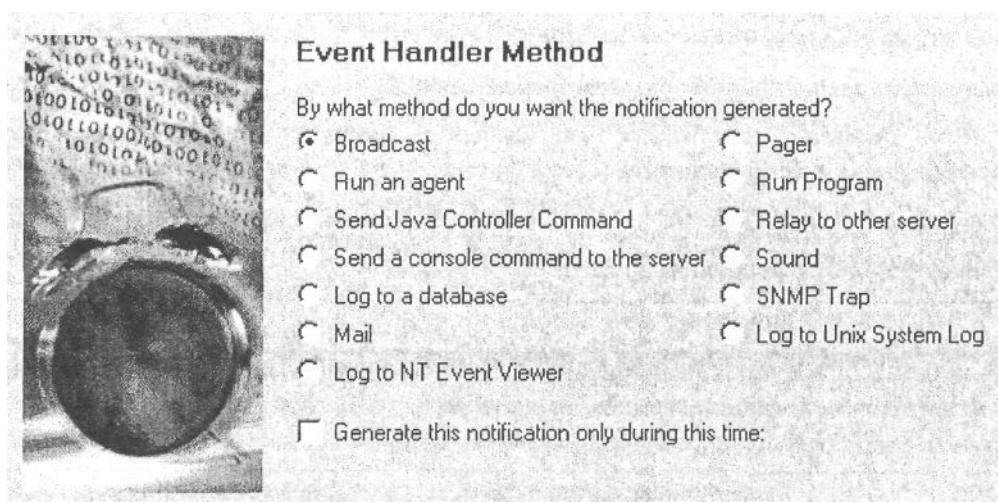 Event Handler Method
By what method do you want the notification generated?
Broadcast
Pager
Run an agent
Run Program
Send Java Controller Command
Relay to other server
Send a console command to the server
Sound
Log to a database
SNMP Trap
Mail
Log to Unix System Log
Log to NT Event Viewer
Generate this notification only during this time: